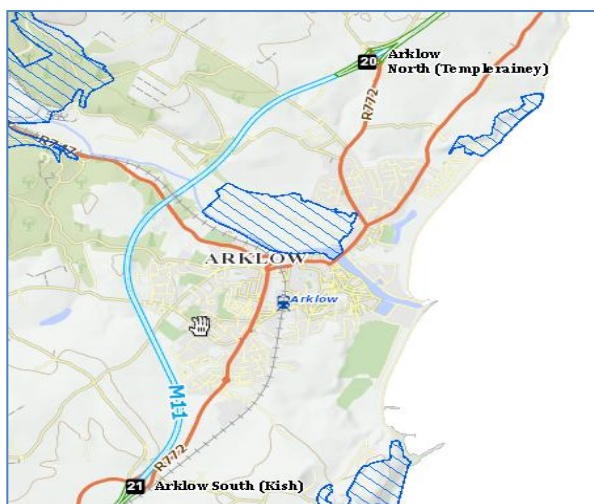 20
Arklow
North (Templerainey)
R772
R747
ARKLOW
Arklow
M11
R772
21
Arklow South (Kish)